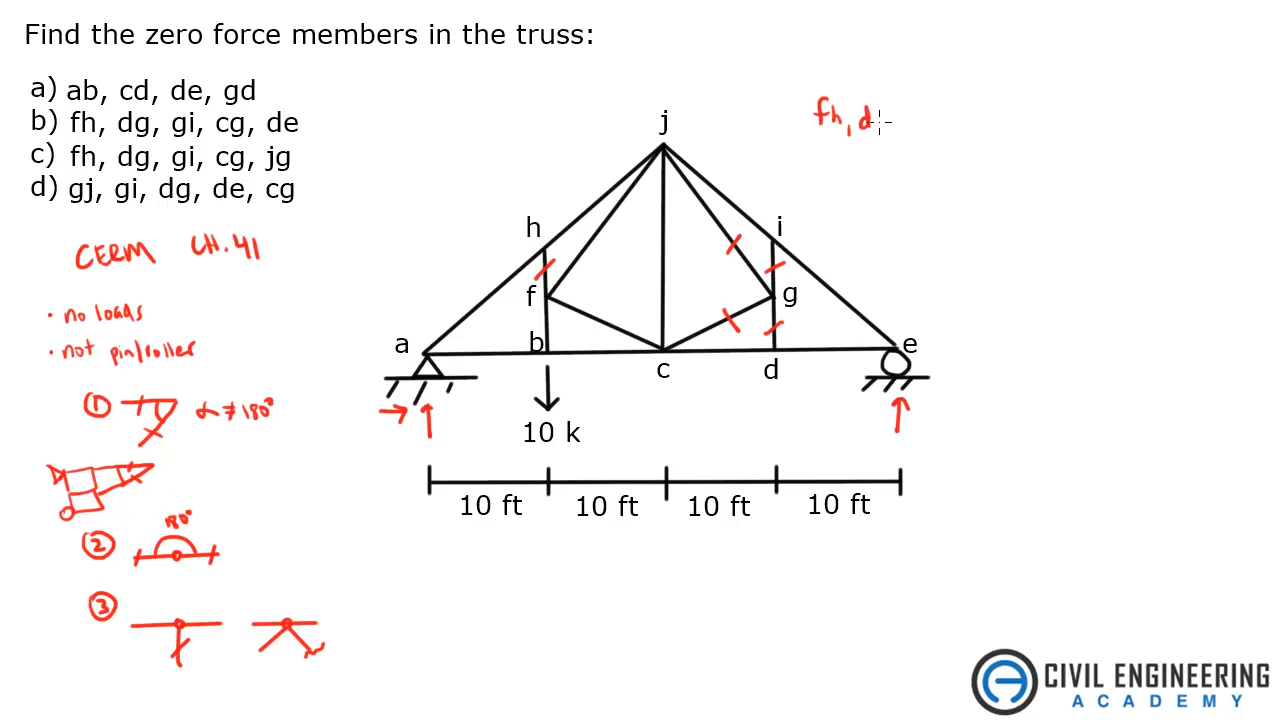 Find the zero force members in the truss:
a) ab, cd, de, gd
b) fh, dg, gi, cg, de
c) fh, dg, gi, cg, jg
d) gj, gi, dg, de, cg
fh, d
CERM CH. 41
• no loads
• not pin/roller
① α ≠ 180°
② 180°
③
j
h
i
f
g
a
b
c
d
e
10 k
10 ft 10 ft 10 ft 10 ft
CIVIL ENGINEERING
ACADEMY